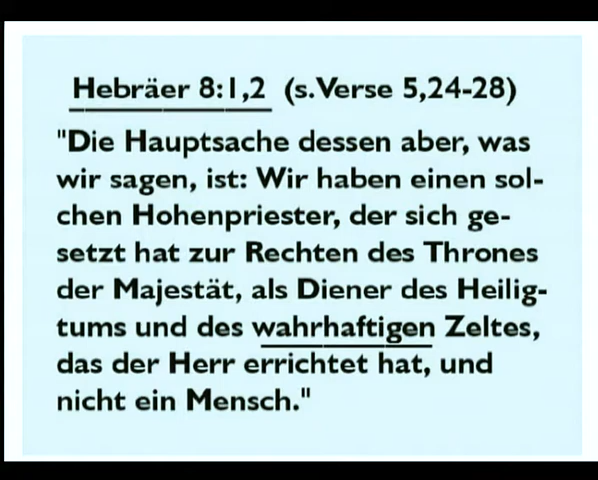 Hebräer 8:1,2 (s.Verse 5,24-28)
"Die Hauptsache dessen aber, was
wir sagen, ist: Wir haben einen sol-
chen Hohenpriester, der sich ge-
setzt hat zur Rechten des Thrones
der Majestät, als Diener des Heilig-
tums und des wahrhaftigen Zeltes,
das der Herr errichtet hat, und
nicht ein Mensch."